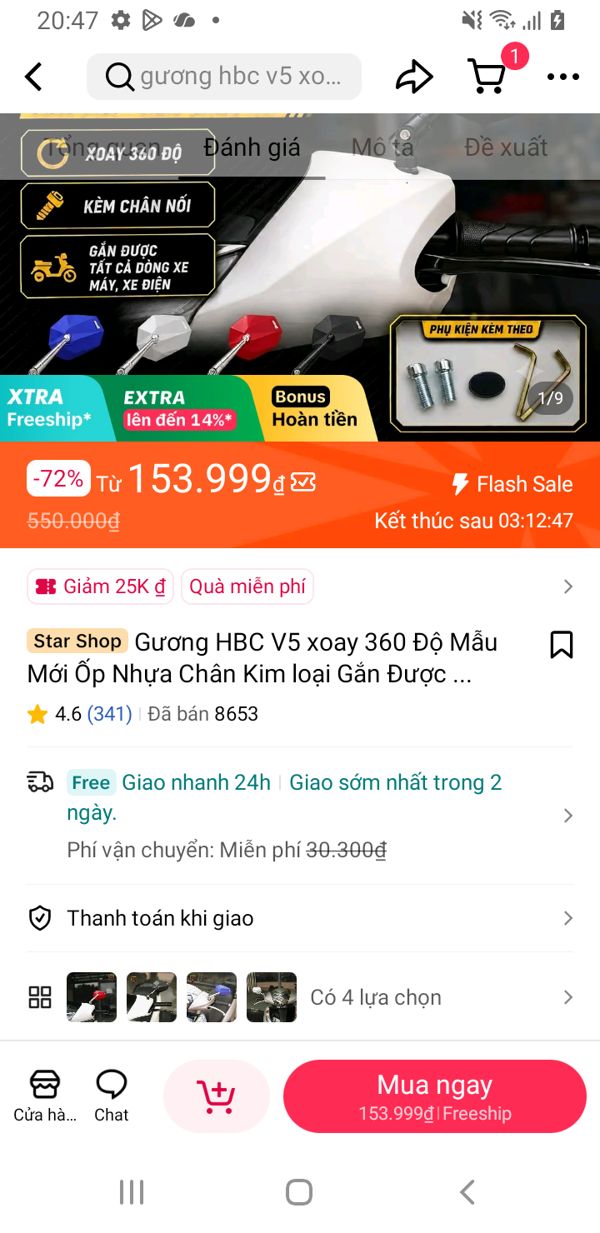 20:47
gương hbc v5 xo...
1
Tổng quan
Đánh giá
Mô tả
Đề xuất
XOAY 360 ĐỘ
KÈM CHÂN NỐI
GẮN ĐƯỢC
TẤT CẢ DÒNG XE
MÁY, XE ĐIỆN
PHỤ KIỆN KÈM THEO
1/9
XTRA
Freeship*
EXTRA
lên đến 14%*
Bonus
Hoàn tiền
-72% Từ 153.999₫
Flash Sale
550.000₫
Kết thúc sau 03:12:47
Giảm 25K ₫
Quà miễn phí
Star Shop Gương HBC V5 xoay 360 Độ Mẫu
Mới Ốp Nhựa Chân Kim loại Gắn Được ...
4.6 (341) Đã bán 8653
Free Giao nhanh 24h | Giao sớm nhất trong 2
ngày.
Phí vận chuyển: Miễn phí 30.300₫
Thanh toán khi giao
Có 4 lựa chọn
Cửa hà...
Chat
Mua ngay
153.999₫ | Freeship